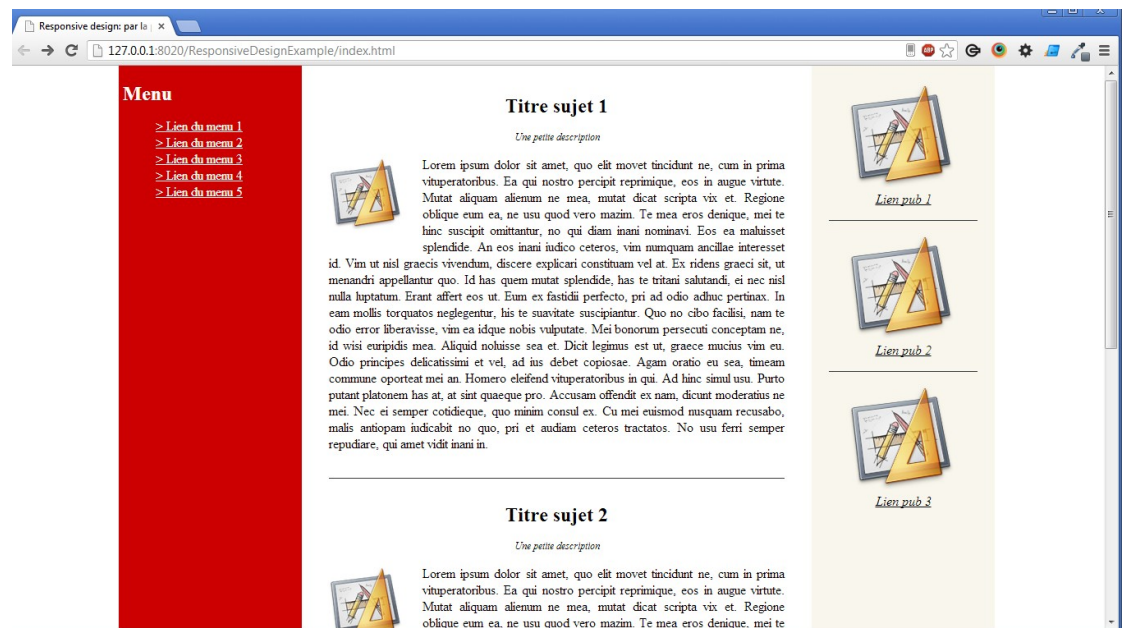 Responsive design: par la
127.0.0.1:8020/ResponsiveDesignExample/index.html
Menu
> Lien du menu 1
> Lien du menu 2
> Lien du menu 3
> Lien du menu 4
> Lien du menu 5
Titre sujet 1
Une petite description
Lorem ipsum dolor sit amet, quo elit movet tincidunt ne, cum in prima
vituperatoribus. Ea qui nostro percipit reprimique, eos in augue virtute.
Mutat aliquam alienum ne mea, mutat dicat scripta vix et. Regione
oblique eum ea, ne usu quod vero mazim. Te mea eros denique, mei te
hinc suscipit omittantur, no qui diam inani nominavi. Eos ea maluisset
splendide. An eos inani iudico ceteros, vim numquam ancillae interesset
id. Vim ut nisl graecis vivendum, discere explicari constituam vel at. Ex ridens graeci sit, ut
menandri appellantur quo. Id has quem mutat splendide, has te tritani salutandi, ei nec nisl
nulla luptatum. Erant affert eos ut. Eum ex fastidii perfecto, pri ad odio adhuc pertinax. In
eam mollis torquatos neglegentur, his te suavitate suscipiantur. Quo no cibo facilisi, nam te
odio error liberavisse, vim ea idque nobis vulputate. Mei bonorum persecuti conceptam ne,
id wisi euripidis mea. Aliquid noluisse sea et. Dicit legimus est ut, graece mucius vim eu.
Odio principes delicatissimi et vel, ad ius debet copiosae. Agam oratio eu sea, timeam
commune oporteat mei an. Homero eleifend vituperatoribus in qui. Ad hinc simul usu. Purto
putant platonem has at, at sint quaeque pro. Accusam offendit ex nam, dicunt moderatius ne
mei. Nec ei semper cotidieque, quo minim consul ex. Cu mei euismod nusquam recusabo,
malis antiopam iudicabit no quo, pri et audiam ceteros tractatos. No usu ferri semper
repudiare, qui amet vidit inani in.
Titre sujet 2
Une petite description
Lorem ipsum dolor sit amet, quo elit movet tincidunt ne, cum in prima
vituperatoribus. Ea qui nostro percipit reprimique, eos in augue virtute.
Mutat aliquam alienum ne mea, mutat dicat scripta vix et. Regione
oblique eum ea, ne usu quod vero mazim. Te mea eros denique, mei te
Lien pub 1
Lien pub 2
Lien pub 3